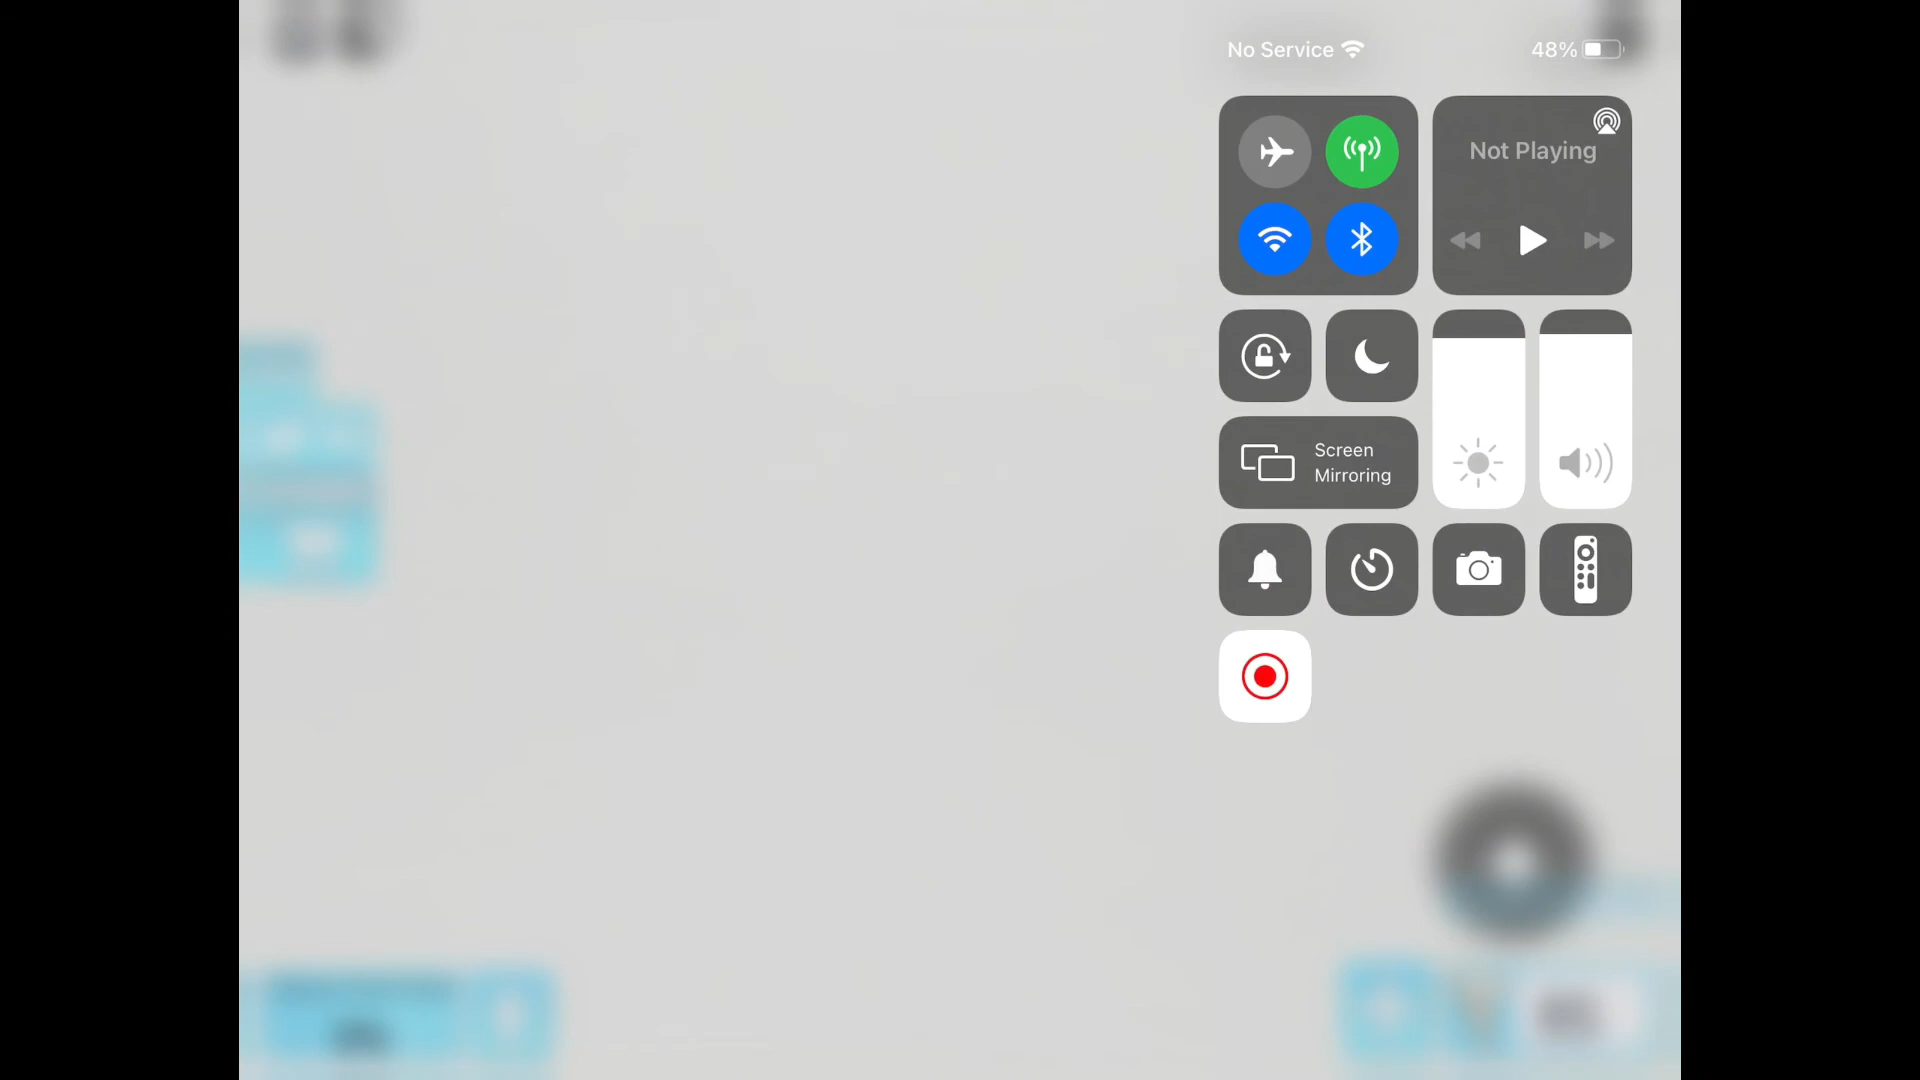 No Service
48%
Not Playing
Screen
Mirroring